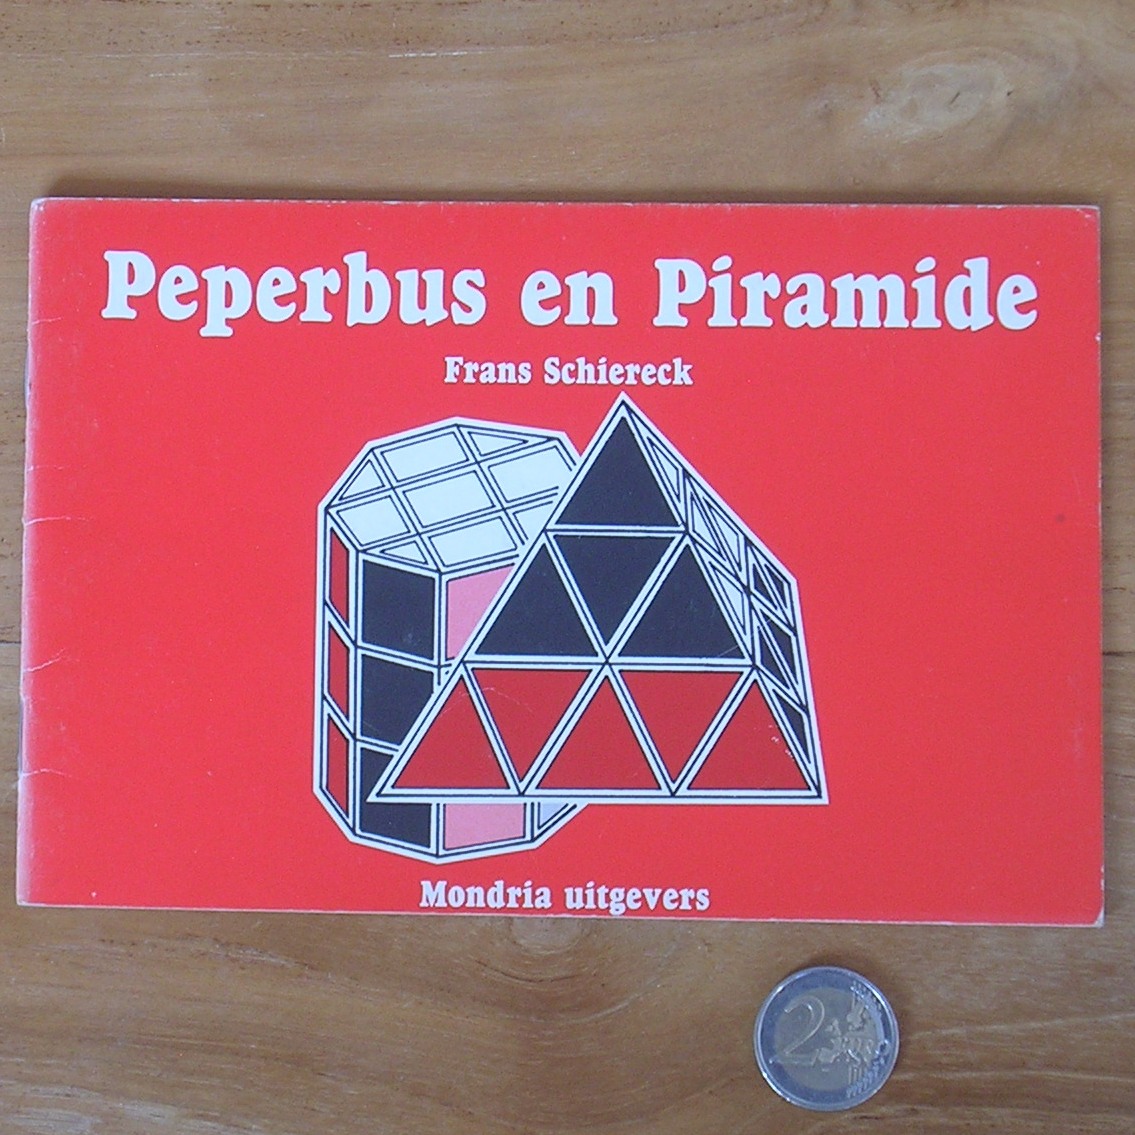 Peperbus en Piramide
Frans Schiereck
Mondria uitgevers
2